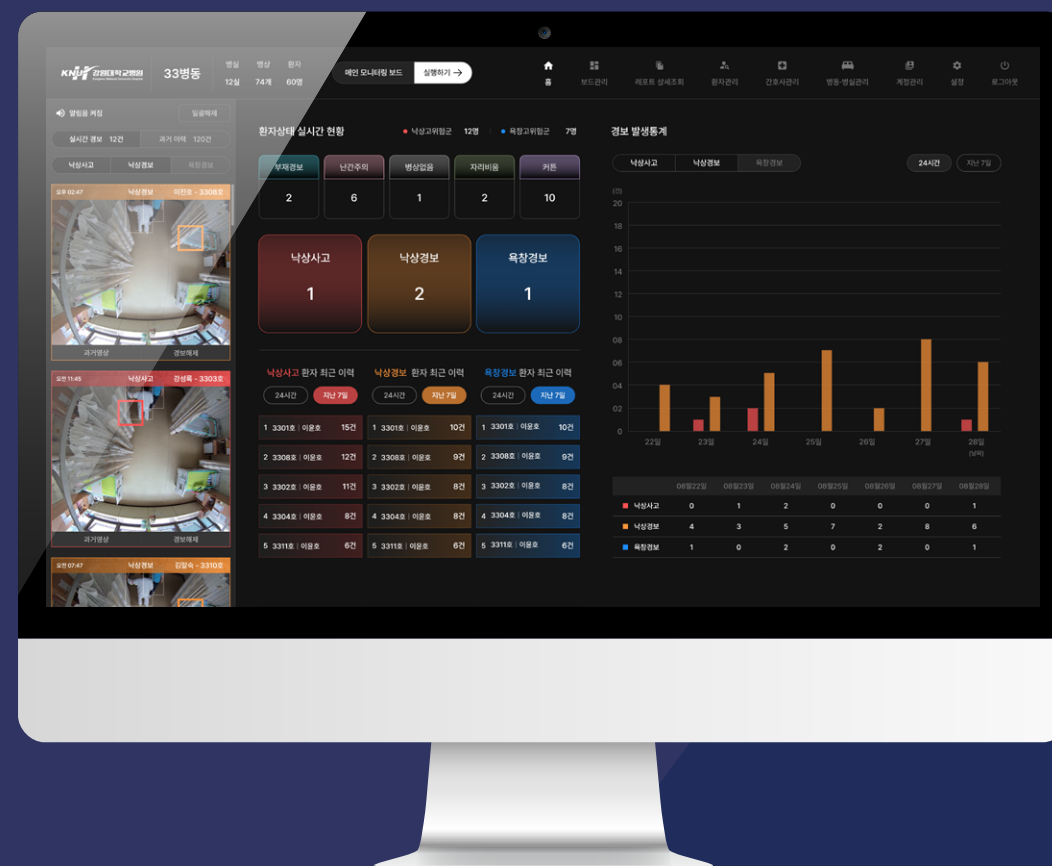 KNUH 강원대학교병원
33병동
병실 병상 환자
12실 74개 60명
메인 모니터링 보드 실행하기 →
홈 보드관리 레포트 상세조회 환자관리 간호사관리 병동·병실관리 계정관리 설정 로그아웃
알림음 켜짐 일괄해제
실시간 경보 12건 과거 이력 120건
낙상사고 낙상경보 욕창경보
오후 02:47 낙상경보 이진호 - 3308호
과거영상 경보해제
오전 11:45 낙상사고 강성록 - 3303호
과거영상 경보해제
오전 07:47 낙상경보 김말숙 - 3310호
환자상태 실시간 현황 낙상고위험군 12명 욕창고위험군 7명
부재경보 난간주의 병상없음 자리비움 커튼
2 6 1 2 10
낙상사고 낙상경보 욕창경보
1 2 1
낙상사고 환자 최근 이력 낙상경보 환자 최근 이력 욕창경보 환자 최근 이력
24시간 지난 7일 24시간 지난 7일 24시간 지난 7일
1 3301호 이윤호 15건 1 3301호 이윤호 10건 1 3301호 이윤호 10건
2 3308호 이윤호 12건 2 3308호 이윤호 9건 2 3308호 이윤호 9건
3 3302호 이윤호 11건 3 3302호 이윤호 8건 3 3302호 이윤호 8건
4 3304호 이윤호 8건 4 3304호 이윤호 8건 4 3304호 이윤호 8건
5 3311호 이윤호 6건 5 3311호 이윤호 6건 5 3311호 이윤호 6건
경보 발생통계
낙상사고 낙상경보 욕창경보 24시간 지난 7일
(건)
20
18
16
14
12
10
08
06
04
02
0
22일 23일 24일 25일 26일 27일 28일
(날짜)
08월22일 08월23일 08월24일 08월25일 08월26일 08월27일 08월28일
낙상사고 0 1 2 0 0 0 1
낙상경보 4 3 5 7 2 8 6
욕창경보 1 0 2 0 2 0 1